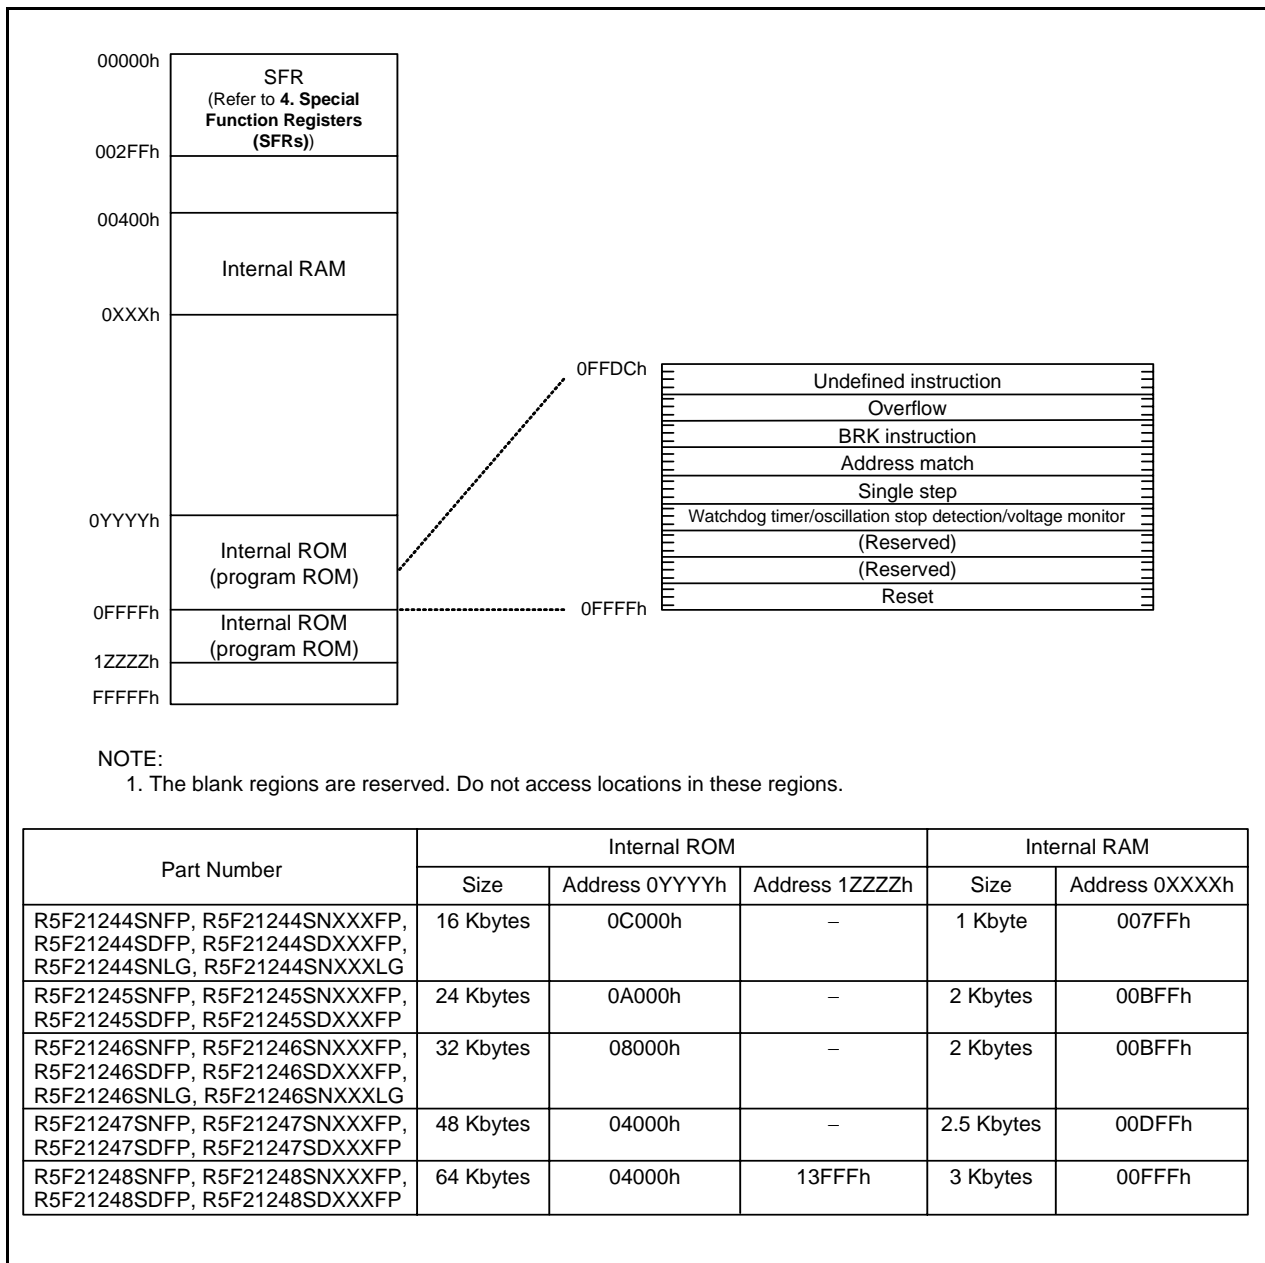 00000h
SFR
(Refer to 4. Special
Function Registers
(SFRs))
002FFh
00400h
Internal RAM
0XXXh
0YYYYh
Internal ROM
(program ROM)
0FFFFh
Internal ROM
(program ROM)
1ZZZZh
FFFFFh
0FFDCh
Undefined instruction
Overflow
BRK instruction
Address match
Single step
Watchdog timer/oscillation stop detection/voltage monitor
(Reserved)
(Reserved)
Reset
0FFFFh
NOTE:
1. The blank regions are reserved. Do not access locations in these regions.
Part Number Internal ROM Internal RAM
Size Address 0YYYYh Address 1ZZZZh Size Address 0XXXXh
R5F21244SNFP, R5F21244SNXXXFP, 16 Kbytes 0C000h – 1 Kbyte 007FFh
R5F21244SDFP, R5F21244SDXXXFP,
R5F21244SNLG, R5F21244SNXXXLG
R5F21245SNFP, R5F21245SNXXXFP, 24 Kbytes 0A000h – 2 Kbytes 00BFFh
R5F21245SDFP, R5F21245SDXXXFP
R5F21246SNFP, R5F21246SNXXXFP, 32 Kbytes 08000h – 2 Kbytes 00BFFh
R5F21246SDFP, R5F21246SDXXXFP,
R5F21246SNLG, R5F21246SNXXXLG
R5F21247SNFP, R5F21247SNXXXFP, 48 Kbytes 04000h – 2.5 Kbytes 00DFFh
R5F21247SDFP, R5F21247SDXXXFP
R5F21248SNFP, R5F21248SNXXXFP, 64 Kbytes 04000h 13FFFh 3 Kbytes 00FFFh
R5F21248SDFP, R5F21248SDXXXFP